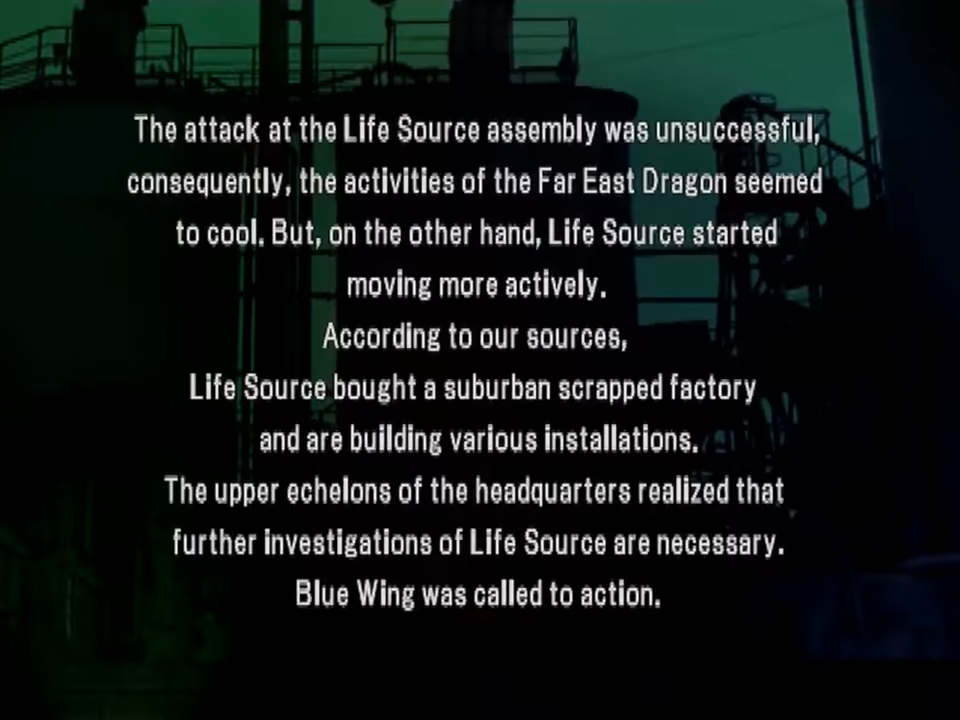 The attack at the Life Source assembly was unsuccessful,
consequently, the activities of the Far East Dragon seemed
to cool. But, on the other hand, Life Source started
moving more actively.
According to our sources,
Life Source bought a suburban scrapped factory
and are building various installations.
The upper echelons of the headquarters realized that
further investigations of Life Source are necessary.
Blue Wing was called to action.